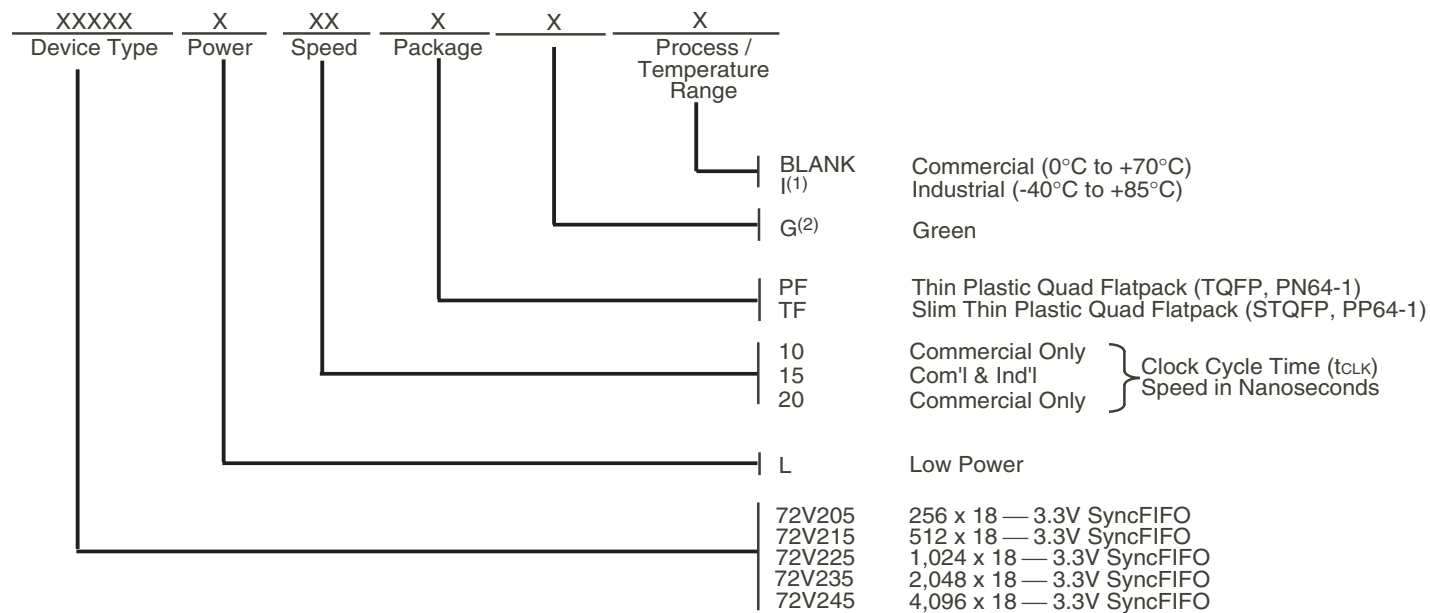 XXXXX X XX X X X
Device Type Power Speed Package Process /
Temperature
Range
BLANK Commercial (0°C to +70°C)
I(1) Industrial (-40°C to +85°C)
G(2) Green
PF Thin Plastic Quad Flatpack (TQFP, PN64-1)
TF Slim Thin Plastic Quad Flatpack (STQFP, PP64-1)
10 Commercial Only
15 Com'l & Ind'l
20 Commercial Only
Clock Cycle Time (tCLK)
Speed in Nanoseconds
L Low Power
72V205 256 x 18 — 3.3V SyncFIFO
72V215 512 x 18 — 3.3V SyncFIFO
72V225 1,024 x 18 — 3.3V SyncFIFO
72V235 2,048 x 18 — 3.3V SyncFIFO
72V245 4,096 x 18 — 3.3V SyncFIFO